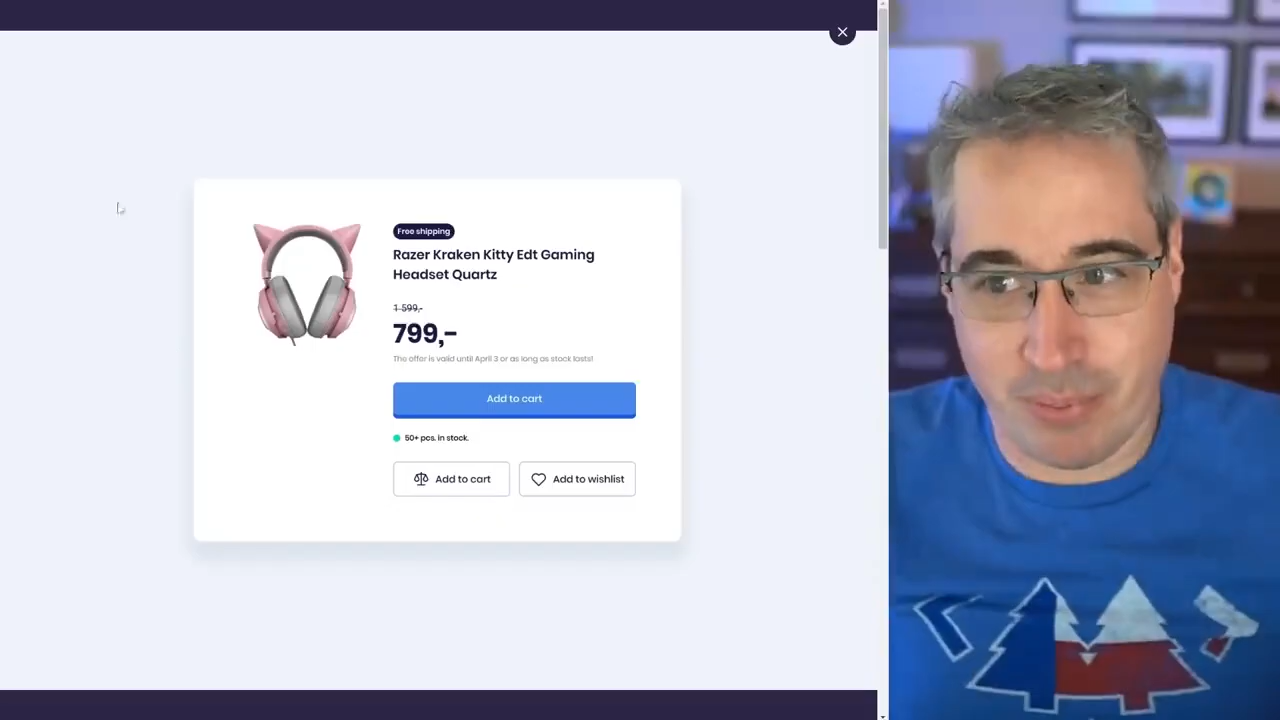 Free shipping
Razer Kraken Kitty Edt Gaming
Headset Quartz
1 599,-
799,-
The offer is valid until April 3 or as long as stock lasts!
Add to cart
50+ pcs. in stock.
Add to cart
Add to wishlist